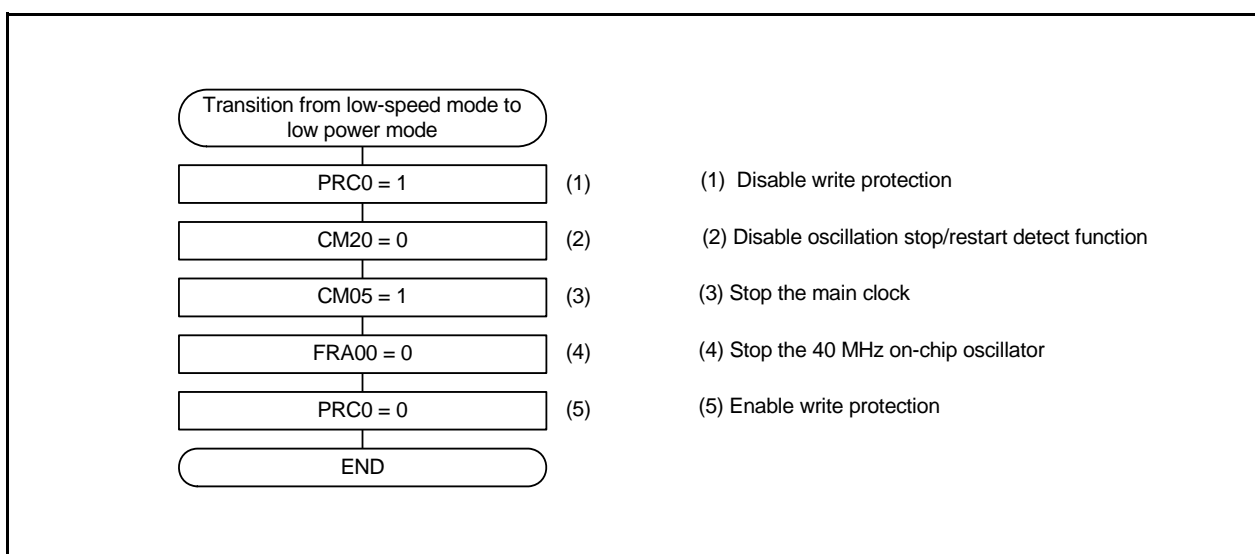 Transition from low-speed mode to
low power mode
PRC0 = 1
(1)
(1) Disable write protection
CM20 = 0
(2)
(2) Disable oscillation stop/restart detect function
CM05 = 1
(3)
(3) Stop the main clock
FRA00 = 0
(4)
(4) Stop the 40 MHz on-chip oscillator
PRC0 = 0
(5)
(5) Enable write protection
END